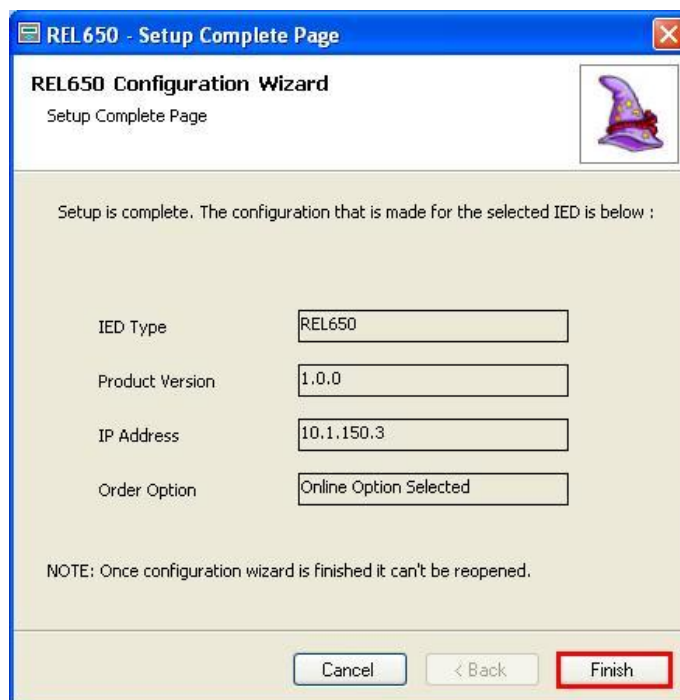 REL650 - Setup Complete Page
REL650 Configuration Wizard
Setup Complete Page
Setup is complete. The configuration that is made for the selected IED is below :
IED Type
REL650
Product Version
1.0.0
IP Address
10.1.150.3
Order Option
Online Option Selected
NOTE: Once configuration wizard is finished it can't be reopened.
Cancel
< Back
Finish